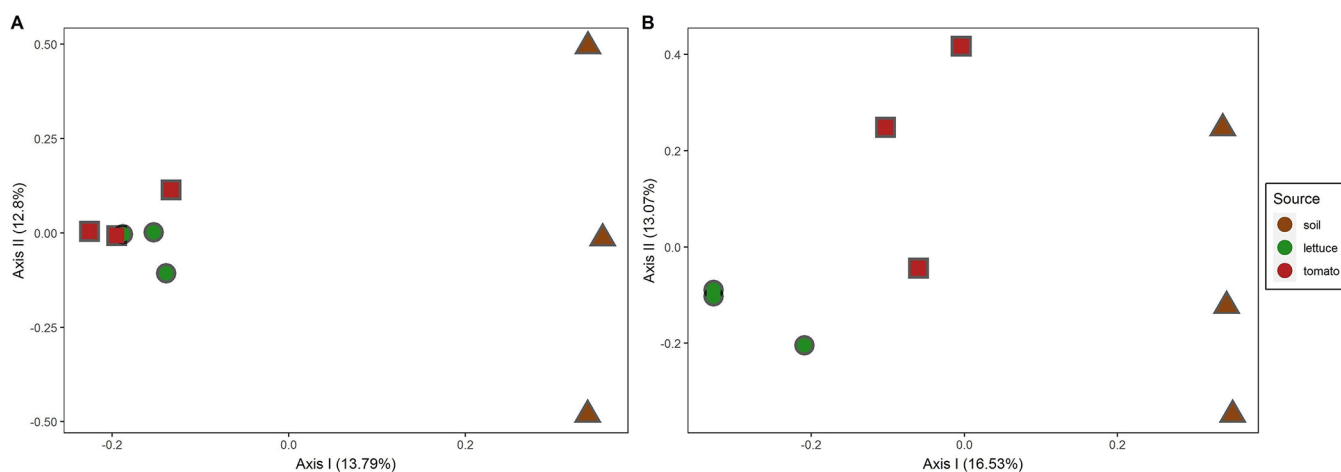 A
0.50
0.25
0.00
-0.25
-0.50
Axis II (12.8%)
-0.2
0.0
0.2
Axis I (13.79%)
B
0.4
0.2
0.0
-0.2
Axis II (13.07%)
-0.2
0.0
0.2
Axis I (16.53%)
Source
soil
lettuce
tomato